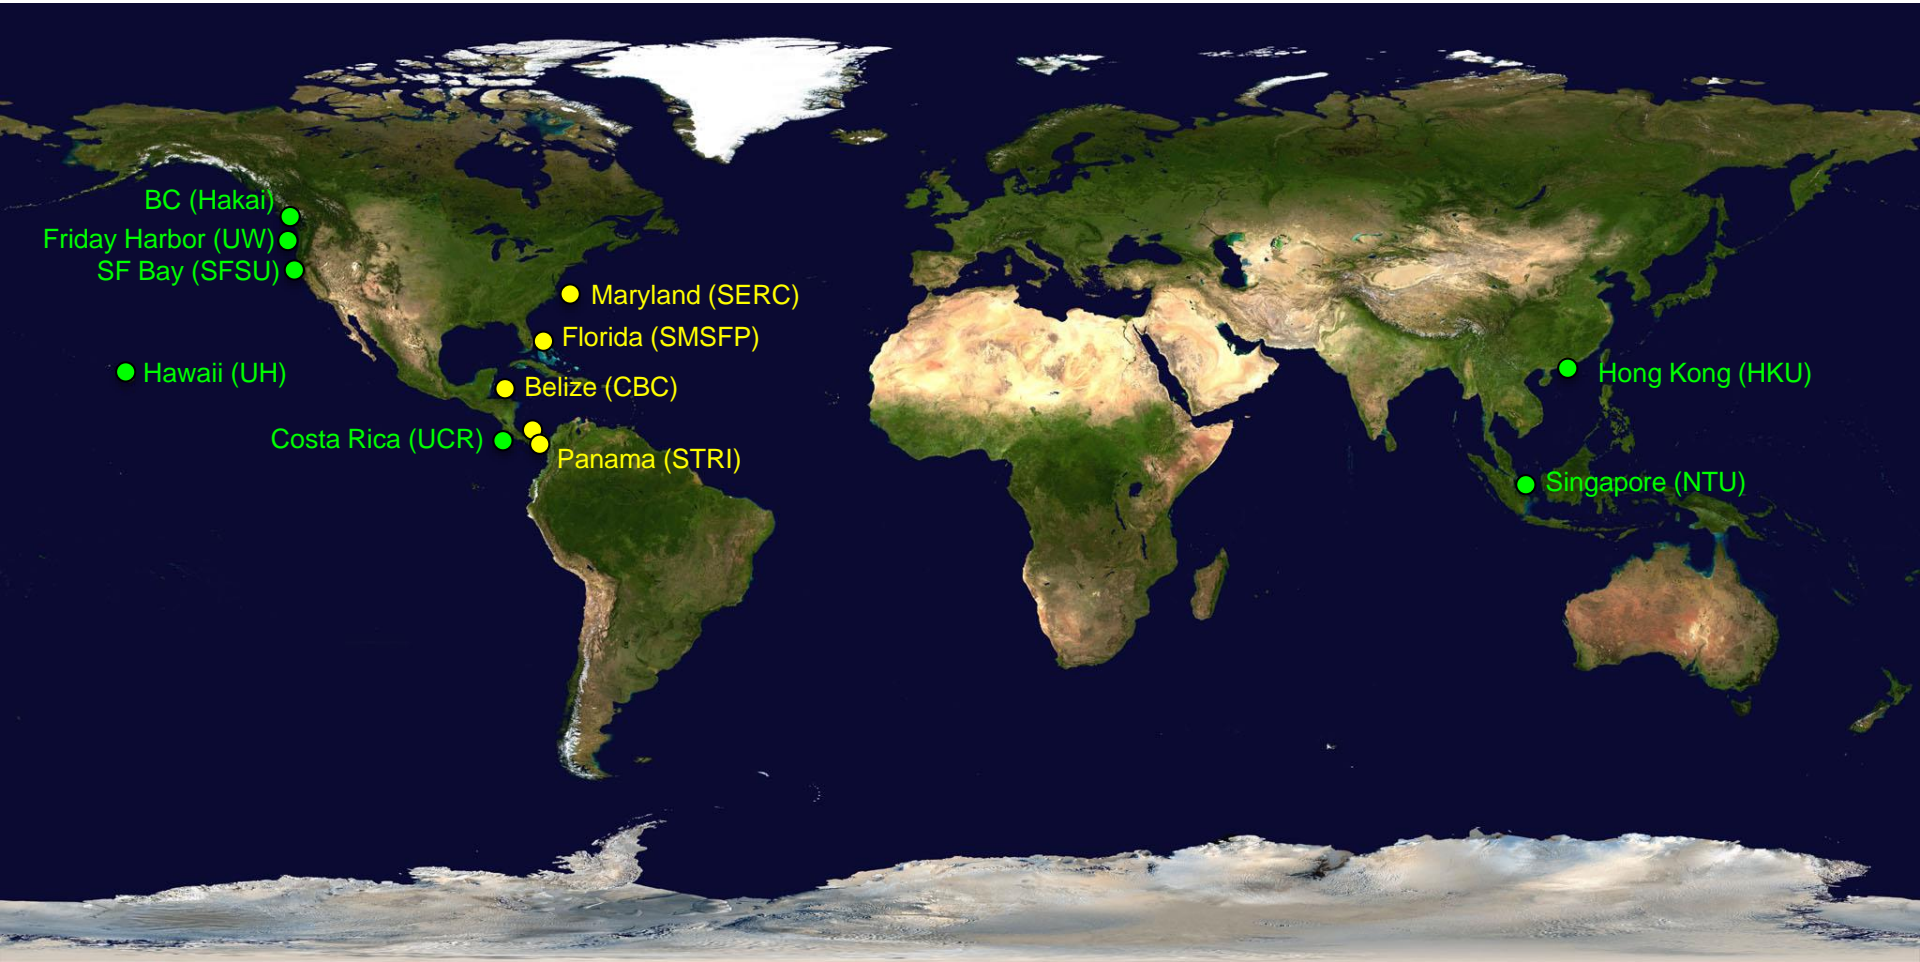 BC (Hakai)
Friday Harbor (UW)
SF Bay (SFSU)
Maryland (SERC)
Florida (SMSFP)
Hawaii (UH)
Hong Kong (HKU)
Belize (CBC)
Costa Rica (UCR)
Panama (STRI)
Singapore (NTU)